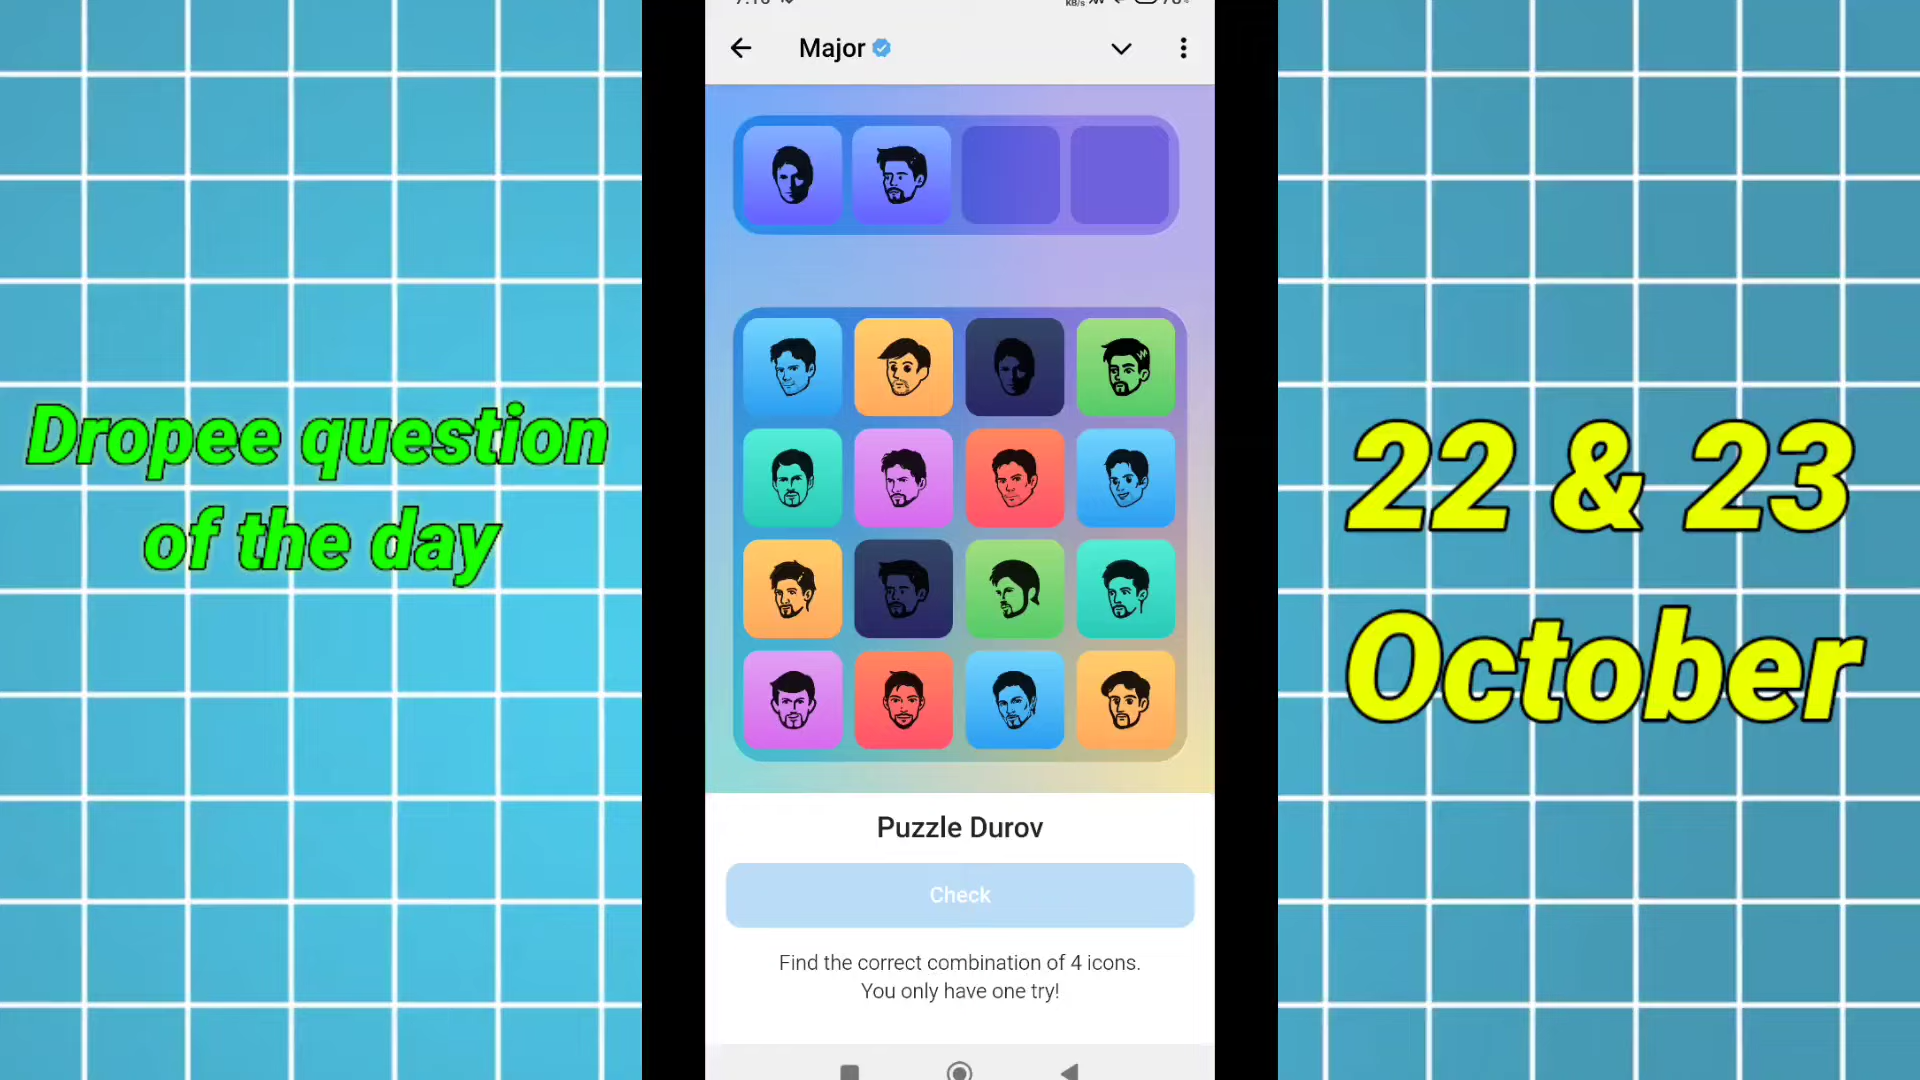 Major
Dropee question
of the day
22 & 23
October
Puzzle Durov
Check
Find the correct combination of 4 icons.
You only have one try!